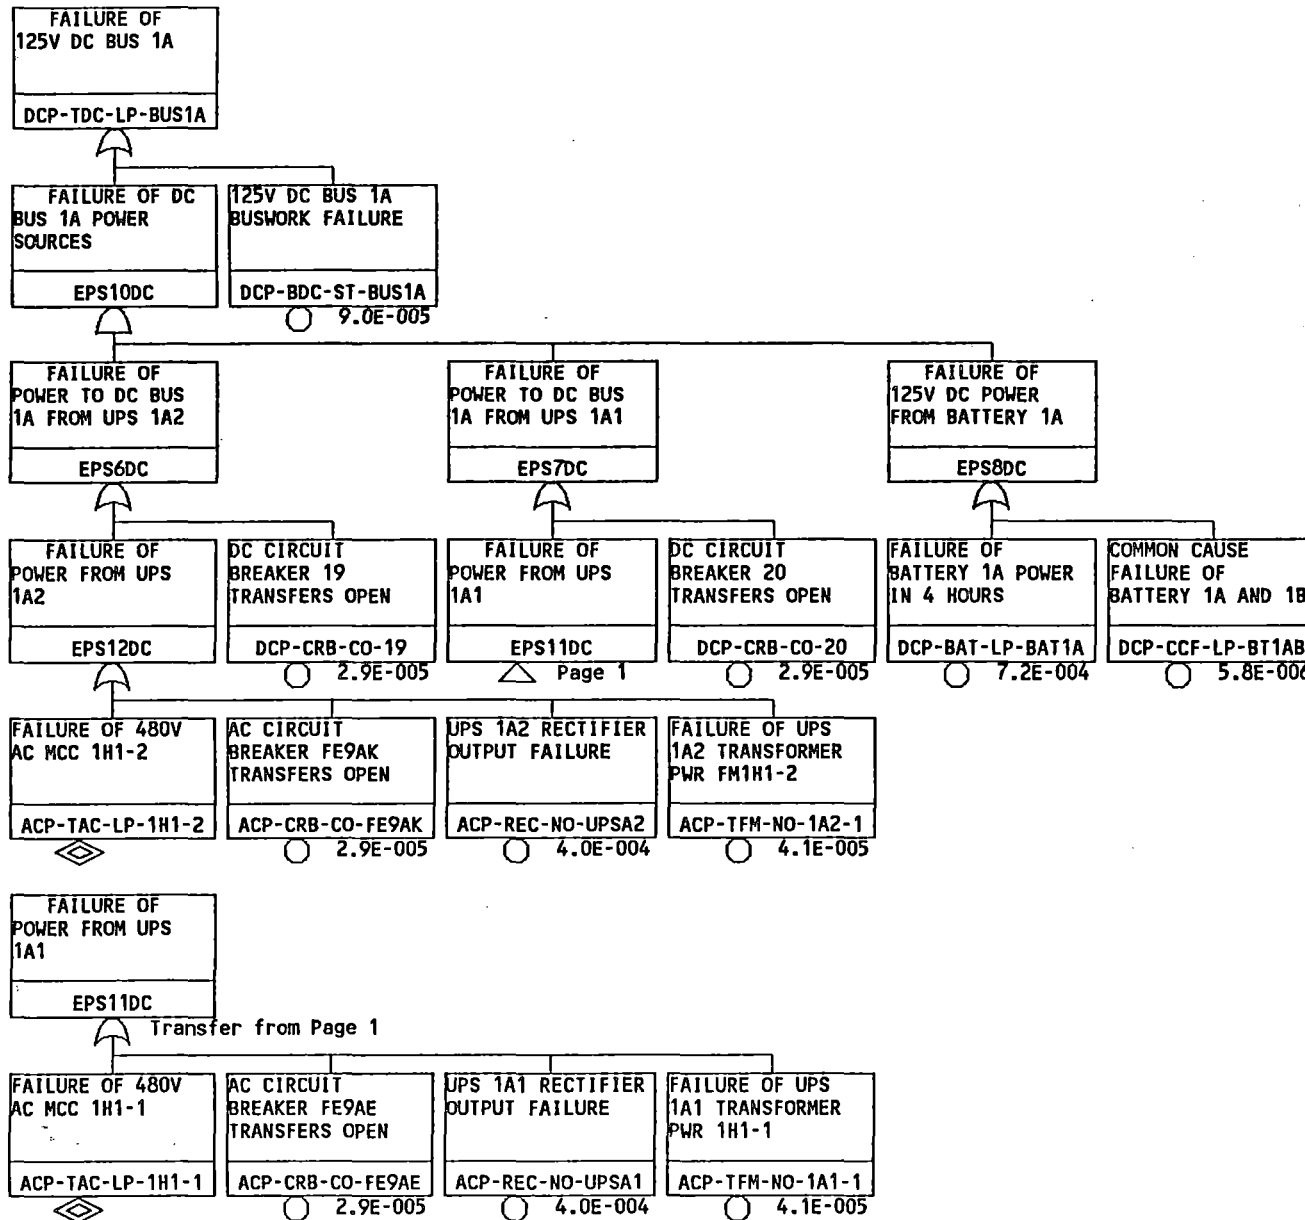 FAILURE OF
125V DC BUS 1A
DCP-TDC-LP-BUS1A
FAILURE OF DC
BUS 1A POWER
SOURCES
EPS10DC
125V DC BUS 1A
BUSWORK FAILURE
DCP-BDC-ST-BUS1A
9.0E-005
FAILURE OF
POWER TO DC BUS
1A FROM UPS 1A2
EPS6DC
FAILURE OF
POWER TO DC BUS
1A FROM UPS 1A1
EPS7DC
FAILURE OF
125V DC POWER
FROM BATTERY 1A
EPS8DC
FAILURE OF
POWER FROM UPS
1A2
EPS12DC
DC CIRCUIT
BREAKER 19
TRANSFERS OPEN
DCP-CRB-CO-19
2.9E-005
FAILURE OF
POWER FROM UPS
1A1
EPS11DC
Page 1
DC CIRCUIT
BREAKER 20
TRANSFERS OPEN
DCP-CRB-CO-20
2.9E-005
FAILURE OF
BATTERY 1A POWER
IN 4 HOURS
DCP-BAT-LP-BAT1A
7.2E-004
COMMON CAUSE
FAILURE OF
BATTERY 1A AND 1B
DCP-CCF-LP-BT1AB
5.8E-006
FAILURE OF 480V
AC MCC 1H1-2
ACP-TAC-LP-1H1-2
AC CIRCUIT
BREAKER FE9AK
TRANSFERS OPEN
ACP-CRB-CO-FE9AK
2.9E-005
UPS 1A2 RECTIFIER
OUTPUT FAILURE
ACP-REC-NO-UPSA2
4.0E-004
FAILURE OF UPS
1A2 TRANSFORMER
PWR FM1H1-2
ACP-TFM-NO-1A2-1
4.1E-005
FAILURE OF
POWER FROM UPS
1A1
EPS11DC
Transfer from Page 1
FAILURE OF 480V
AC MCC 1H1-1
ACP-TAC-LP-1H1-1
AC CIRCUIT
BREAKER FE9AE
TRANSFERS OPEN
ACP-CRB-CO-FE9AE
2.9E-005
UPS 1A1 RECTIFIER
OUTPUT FAILURE
ACP-REC-NO-UPSA1
4.0E-004
FAILURE OF UPS
1A1 TRANSFORMER
PWR 1H1-1
ACP-TFM-NO-1A1-1
4.1E-005